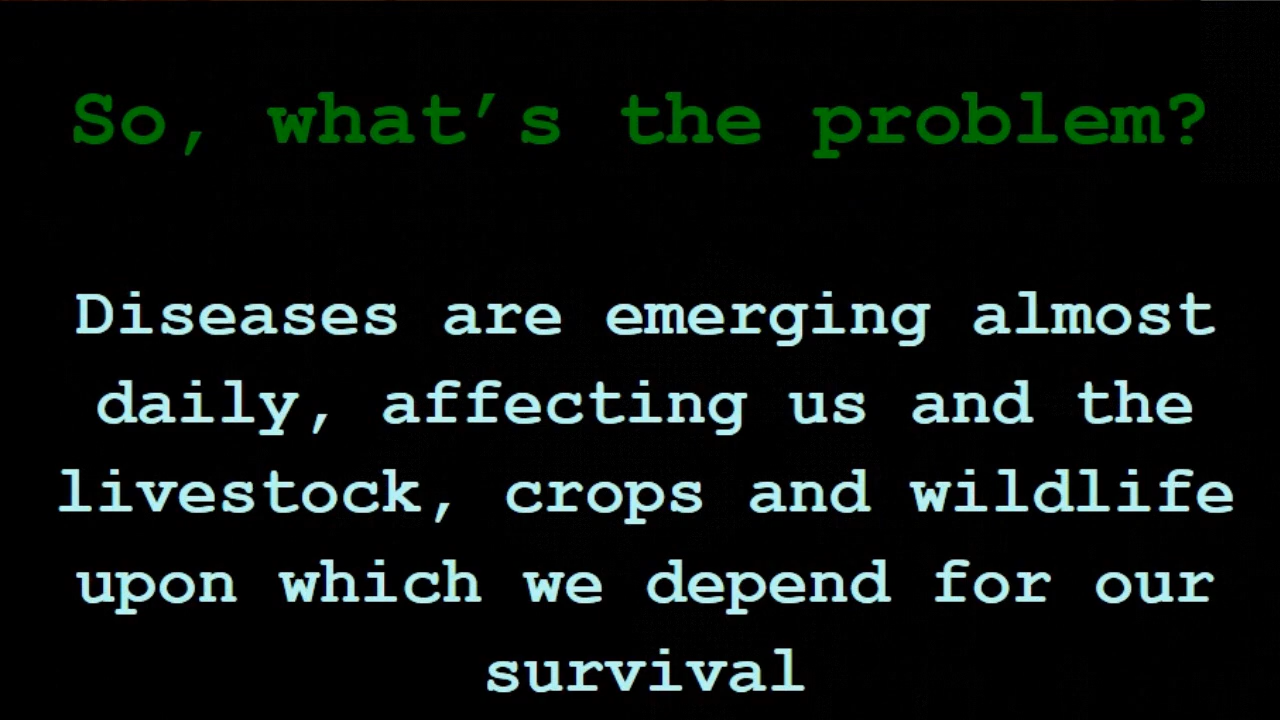 So, what’s the problem?
Diseases are emerging almost
daily, affecting us and the
livestock, crops and wildlife
upon which we depend for our
survival